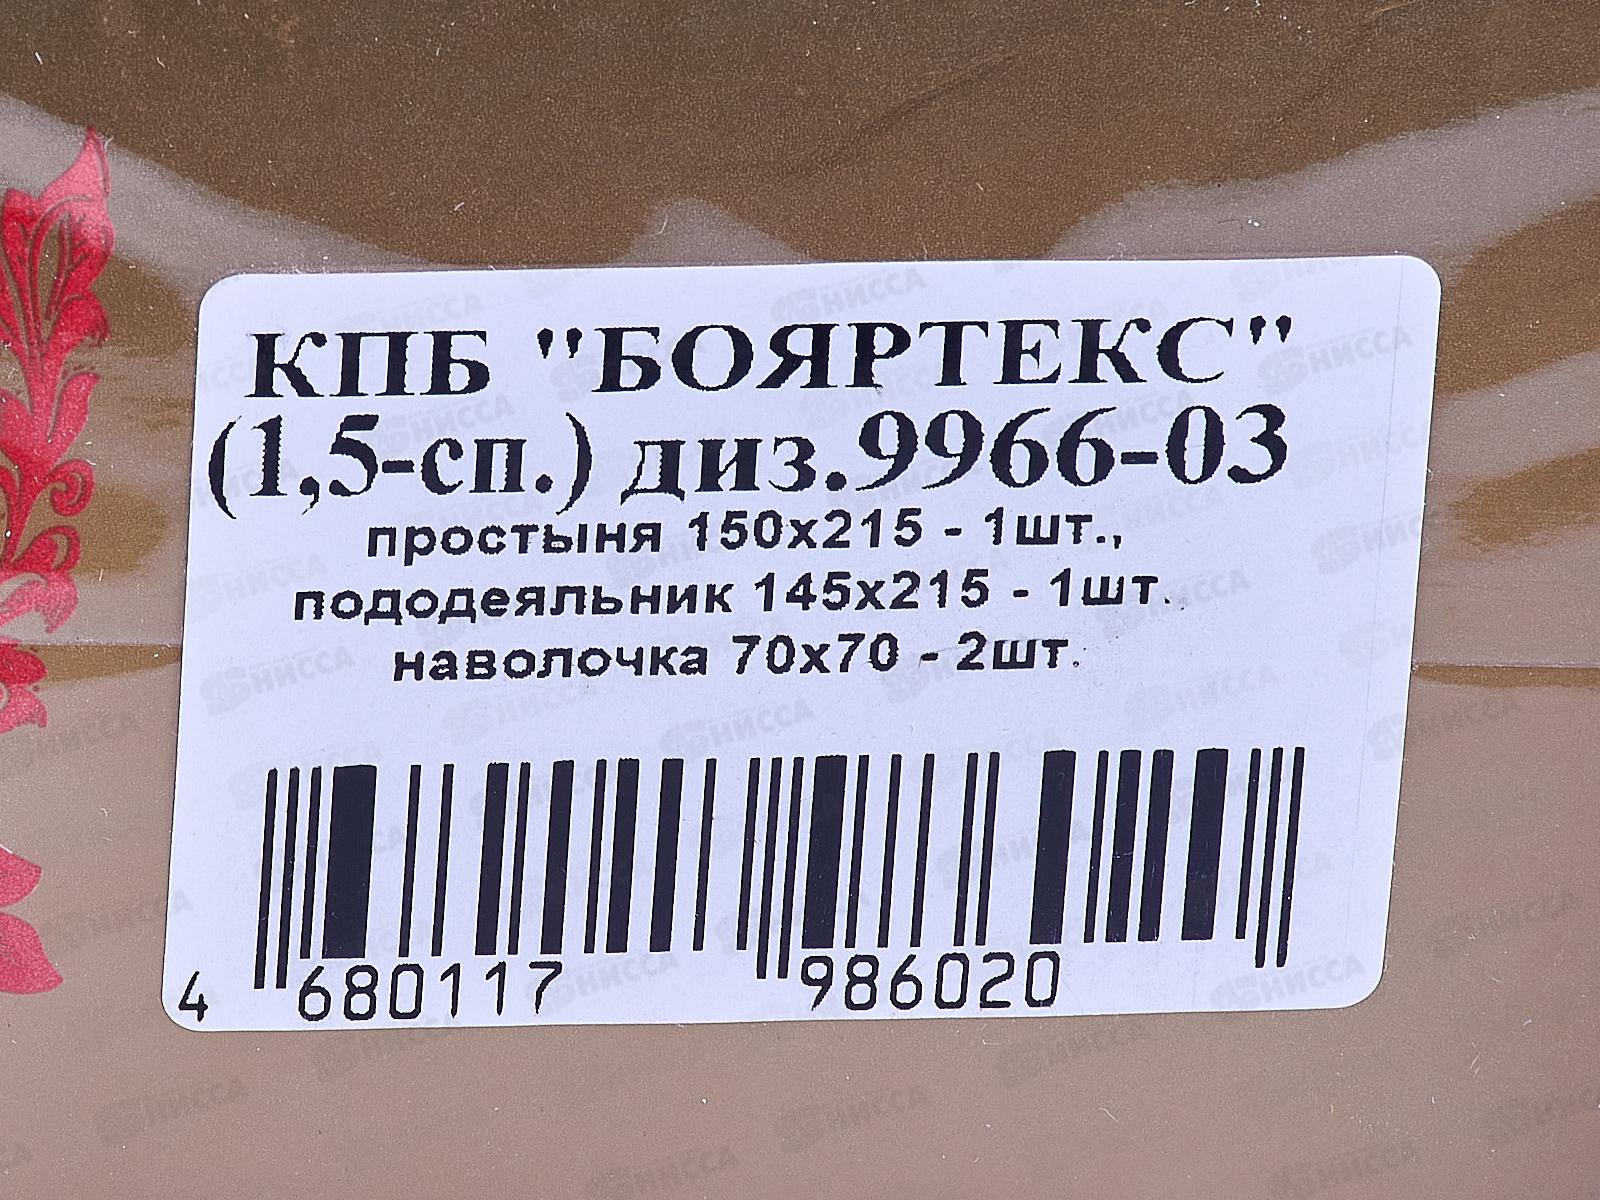 КПБ "БОЯРТЕКС"
(1,5-сп.) диз.9966-03
простыня 150х215 - 1шт.,
пододеяльник 145х215 - 1шт.
наволочка 70х70 - 2шт.
4 680117 986020
НИССА